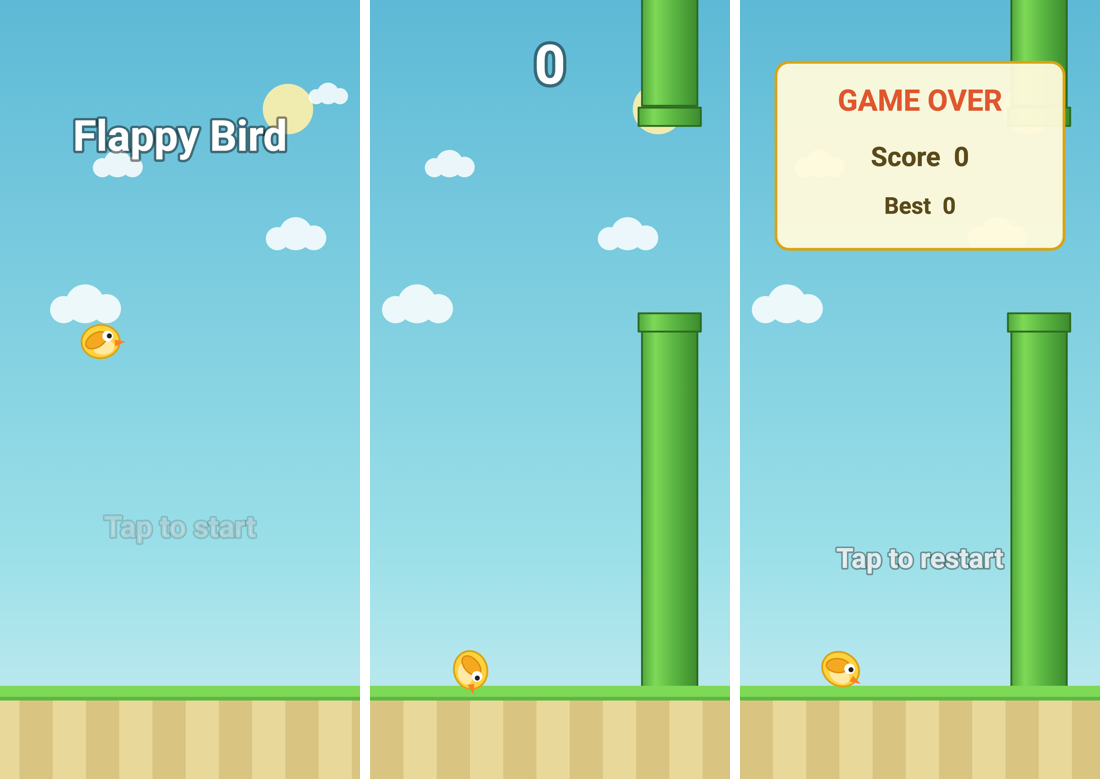 Flappy Bird
Tap to start
0
GAME OVER
Score 0
Best 0
Tap to restart